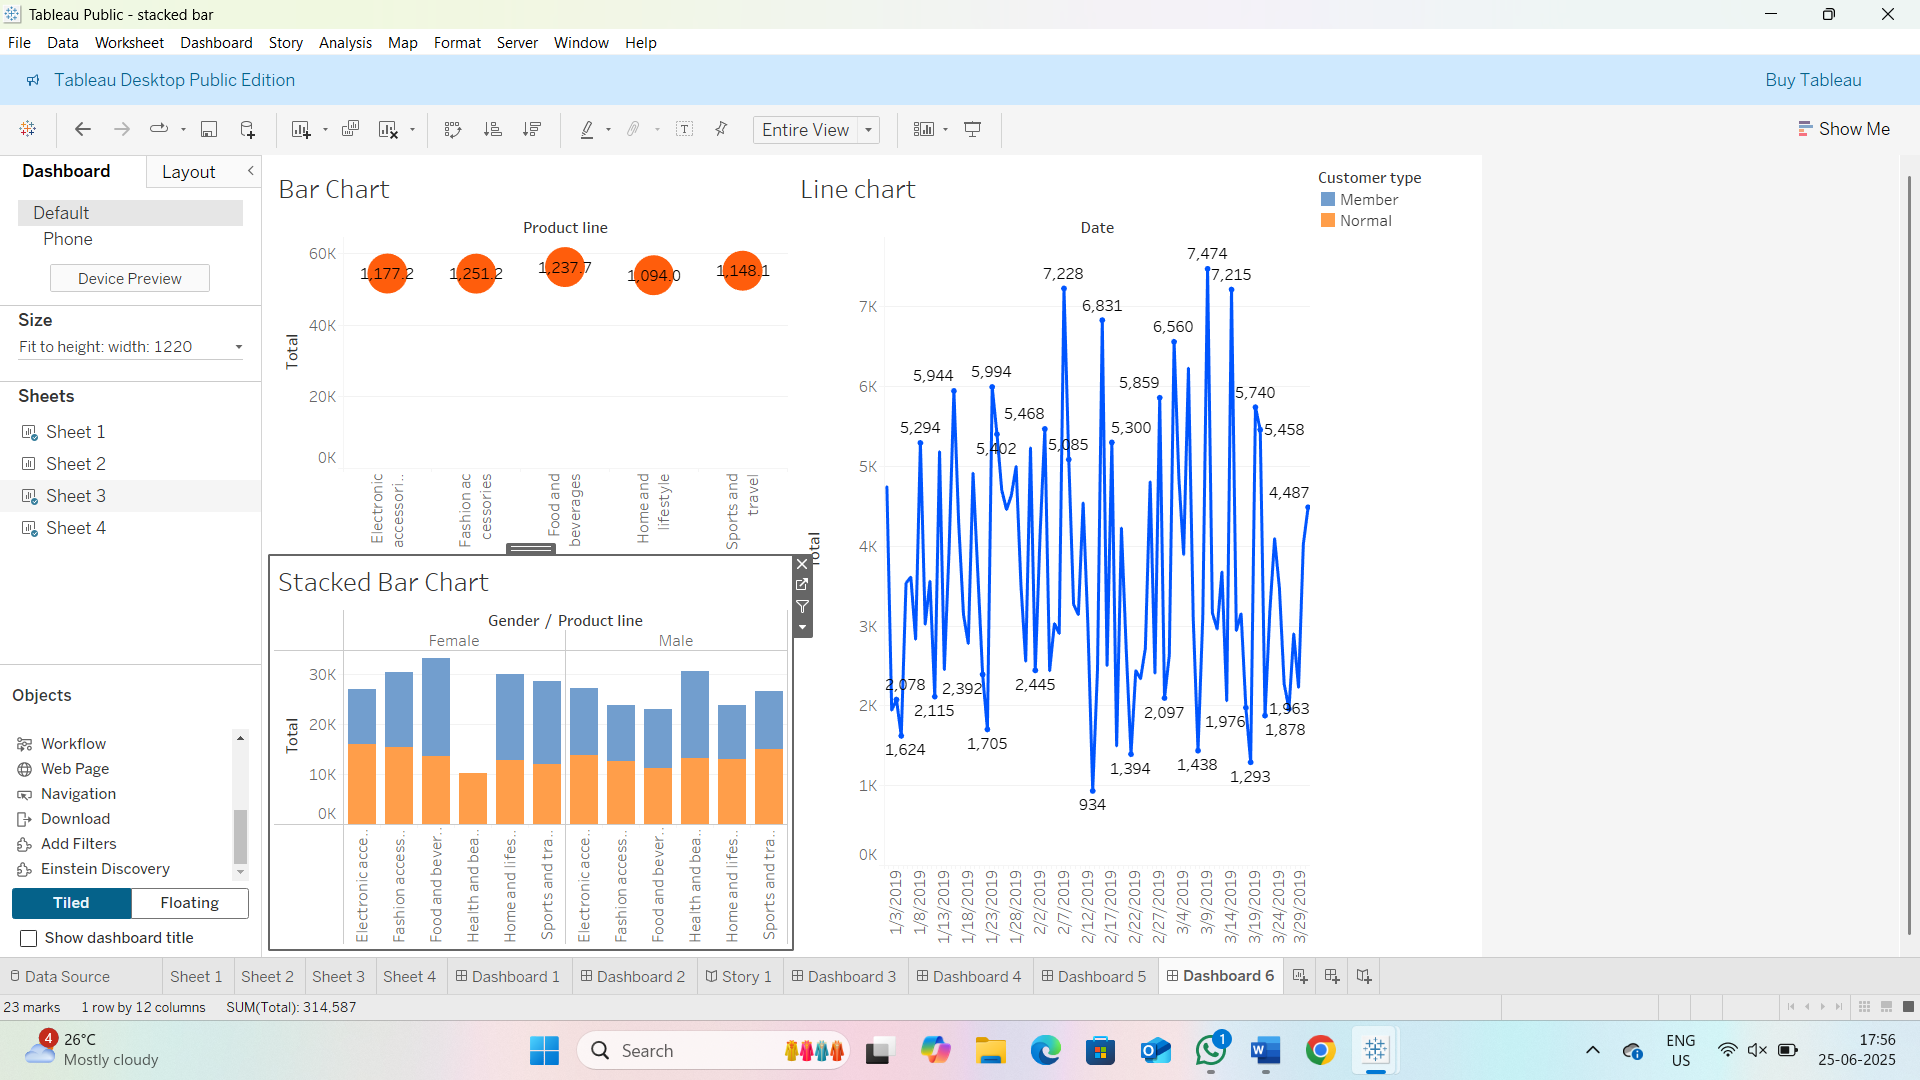 Tableau Public - stacked bar
File Data Worksheet Dashboard Story Analysis Map Format Server Window Help
Tableau Desktop Public Edition
Buy Tableau
Entire View
Show Me
Dashboard
Layout
Default
Phone
Device Preview
Size
Fit to height: width: 1220
Sheets
Sheet 1
Sheet 2
Sheet 3
Sheet 4
Objects
Workflow
Web Page
Navigation
Download
Add Filters
Einstein Discovery
Tiled
Floating
Show dashboard title
Bar Chart
Product line
60K
40K
20K
0K
Total
1,177.2
1,251.2
1,237.7
1,094.0
1,148.1
Electronic
accessori..
Fashion ac
cessories
Food and
beverages
Home and
lifestyle
Sports and
travel
Stacked Bar Chart
Gender / Product line
Female
Male
30K
20K
10K
0K
Total
Electronic acce..
Fashion access..
Food and bever..
Health and bea..
Home and lifes..
Sports and tra..
Electronic acce..
Fashion access..
Food and bever..
Health and bea..
Home and lifes..
Sports and tra..
Line chart
Date
7K
6K
5K
4K
3K
2K
1K
0K
Total
7,474
7,228
7,215
6,831
6,560
5,944
5,994
5,859
5,740
5,468
5,294
5,402
5,085
5,300
5,458
4,487
2,078
2,392
2,445
2,115
2,097
1,976
1,963
1,878
1,624
1,705
1,394
1,438
1,293
934
1/3/2019
1/8/2019
1/13/2019
1/18/2019
1/23/2019
1/28/2019
2/2/2019
2/7/2019
2/12/2019
2/17/2019
2/22/2019
2/27/2019
3/4/2019
3/9/2019
3/14/2019
3/19/2019
3/24/2019
3/29/2019
Customer type
Member
Normal
Data Source
Sheet 1
Sheet 2
Sheet 3
Sheet 4
Dashboard 1
Dashboard 2
Story 1
Dashboard 3
Dashboard 4
Dashboard 5
Dashboard 6
23 marks 1 row by 12 columns SUM(Total): 314,587
4
26°C
Mostly cloudy
Search
1
ENG
US
17:56
25-06-2025